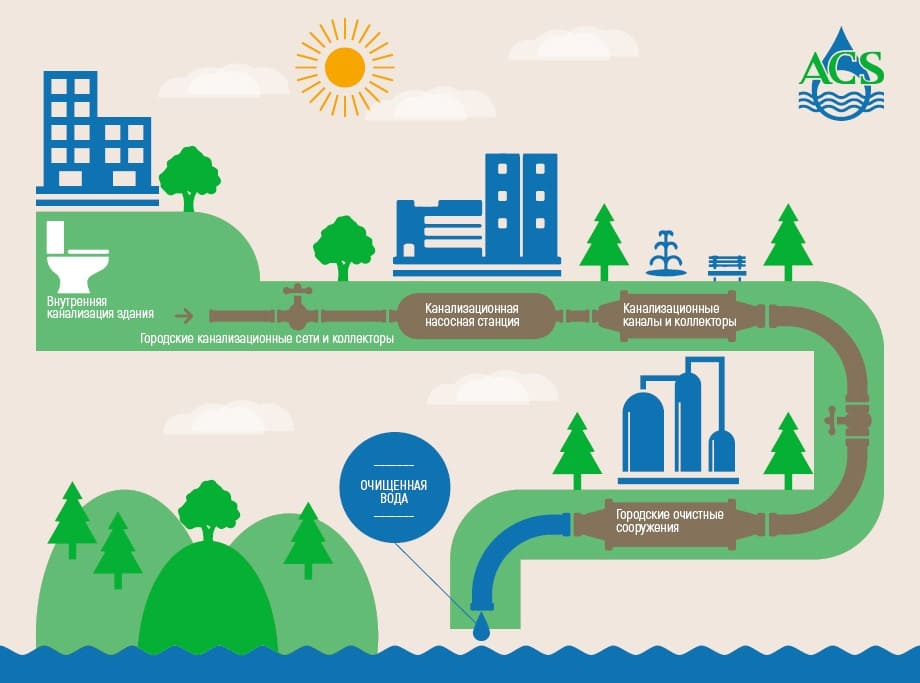 ACS
Внутренняя
канализация здания
Городские канализационные сети и коллекторы
Канализационная
насосная станция
Канализационные
каналы и коллекторы
Городские очистные
сооружения
ОЧИЩЕННАЯ
ВОДА